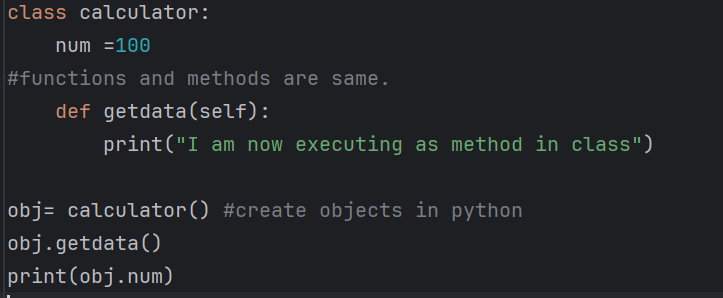 class calculator:
    num =100
#functions and methods are same.
    def getdata(self):
        print("I am now executing as method in class")

obj= calculator() #create objects in python
obj.getdata()
print(obj.num)